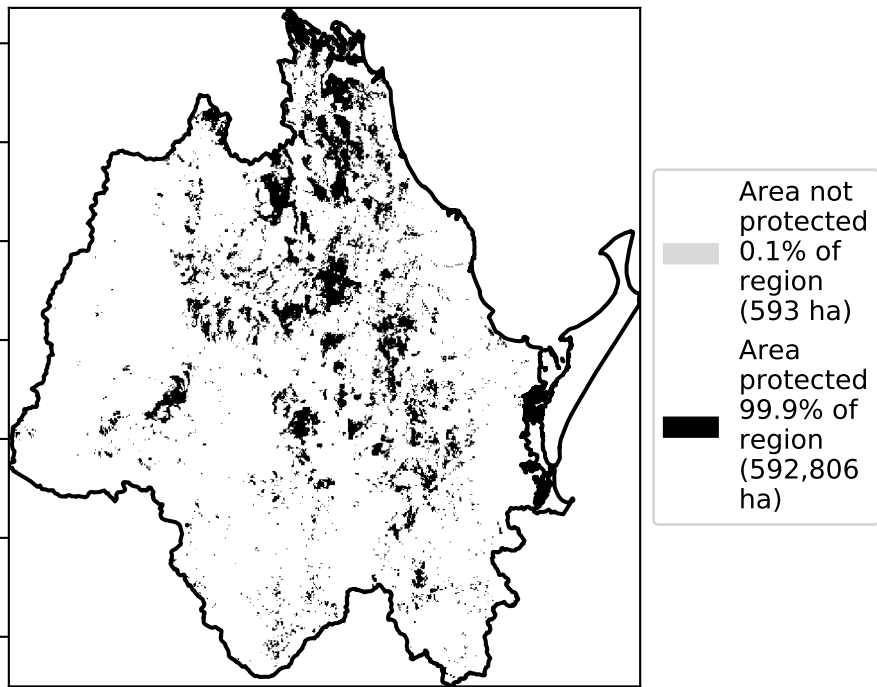 Area not
protected
0.1% of
region
(593 ha)
Area
protected
99.9% of
region
(592,806
ha)